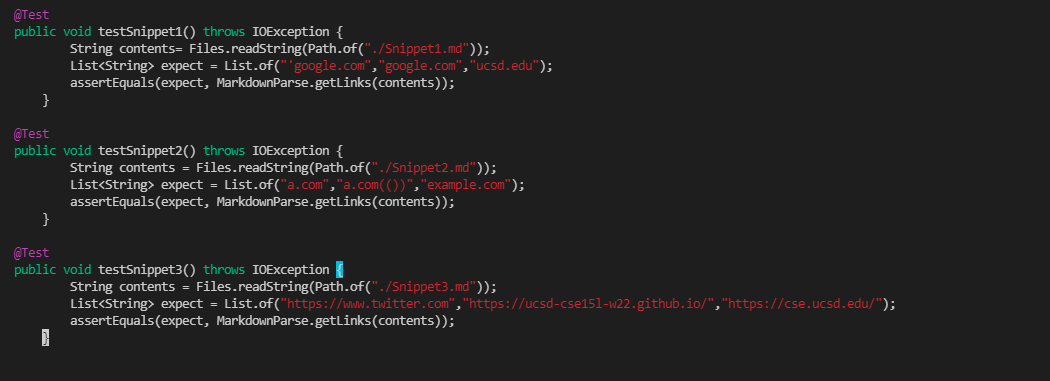 @Test
public void testSnippet1() throws IOException {
String contents= Files.readString(Path.of("./Snippet1.md"));
List<String> expect = List.of("'google.com","google.com","ucsd.edu");
assertEquals(expect, MarkdownParse.getLinks(contents));
}
@Test
public void testSnippet2() throws IOException {
String contents = Files.readString(Path.of("./Snippet2.md"));
List<String> expect = List.of("a.com","a.com(())","example.com");
assertEquals(expect, MarkdownParse.getLinks(contents));
}
@Test
public void testSnippet3() throws IOException {
String contents = Files.readString(Path.of("./Snippet3.md"));
List<String> expect = List.of("https://www.twitter.com","https://ucsd-cse15l-w22.github.io/","https://cse.ucsd.edu/");
assertEquals(expect, MarkdownParse.getLinks(contents));
}